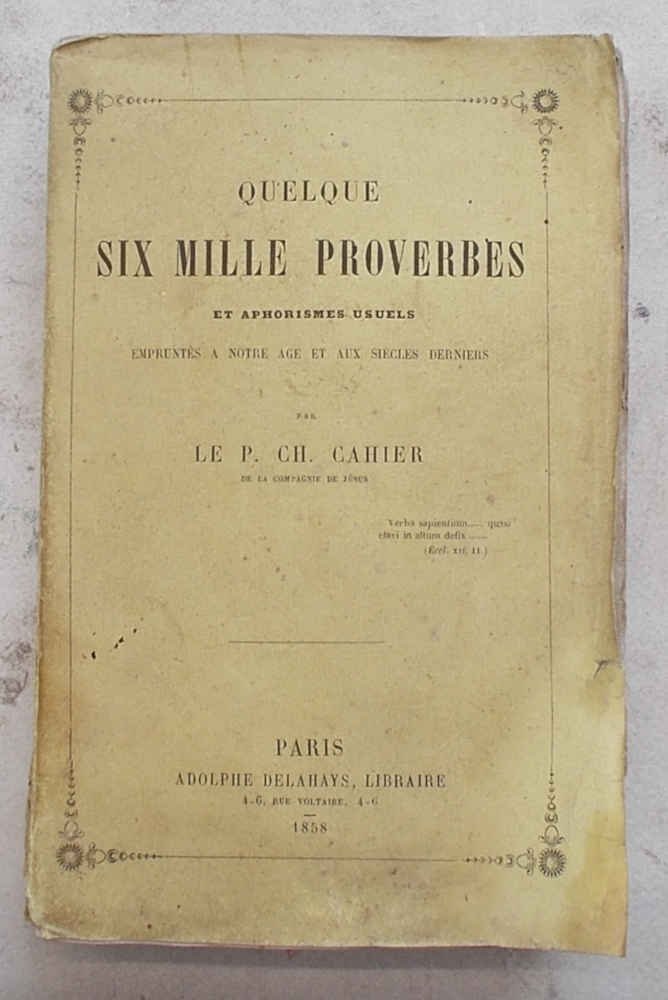 QUELQUE
SIX MILLE PROVERBES
ET APHORISMES USUELS
EMPRUNTÉS A NOTRE AGE ET AUX SIÈCLES DERNIERS
PAR
LE P. CH. CAHIER
DE LA COMPAGNIE DE JÉSUS
Verba sapientium..... quasi
clavi in altum defix ......
(Eccl. XII, 11.)
PARIS
ADOLPHE DELAHAYS, LIBRAIRE
4-6, RUE VOLTAIRE, 4-6
1858